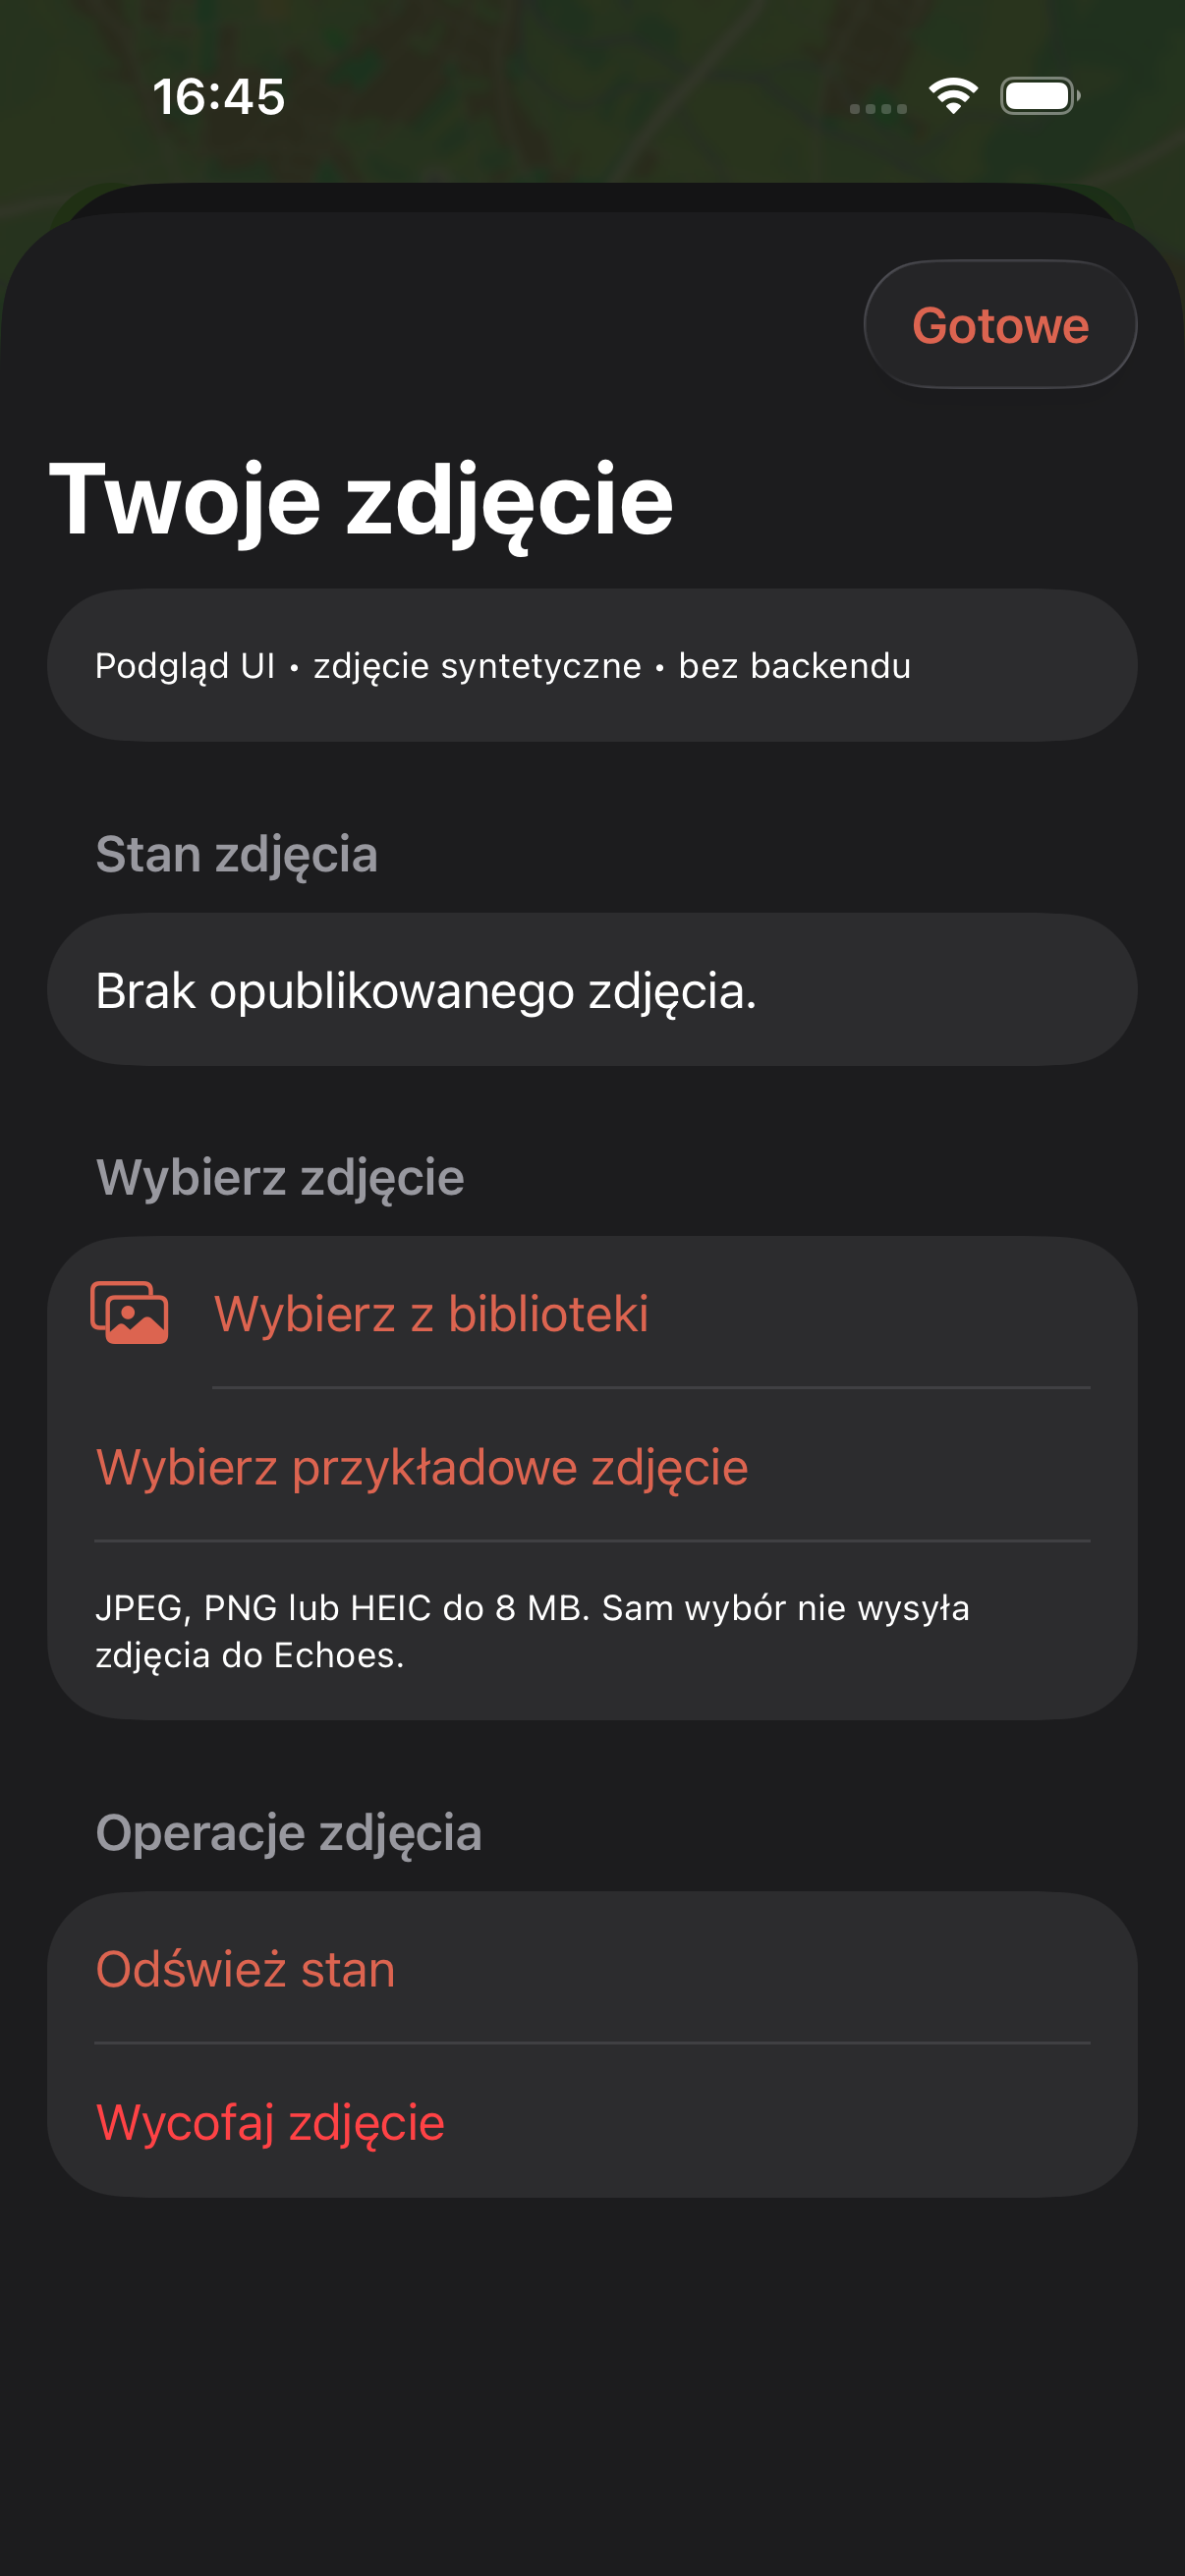 16:45
Gotowe
Twoje zdjęcie
Podgląd UI • zdjęcie syntetyczne • bez backendu
Stan zdjęcia
Brak opublikowanego zdjęcia.
Wybierz zdjęcie
Wybierz z biblioteki
Wybierz przykładowe zdjęcie
JPEG, PNG lub HEIC do 8 MB. Sam wybór nie wysyła
zdjęcia do Echoes.
Operacje zdjęcia
Odśwież stan
Wycofaj zdjęcie